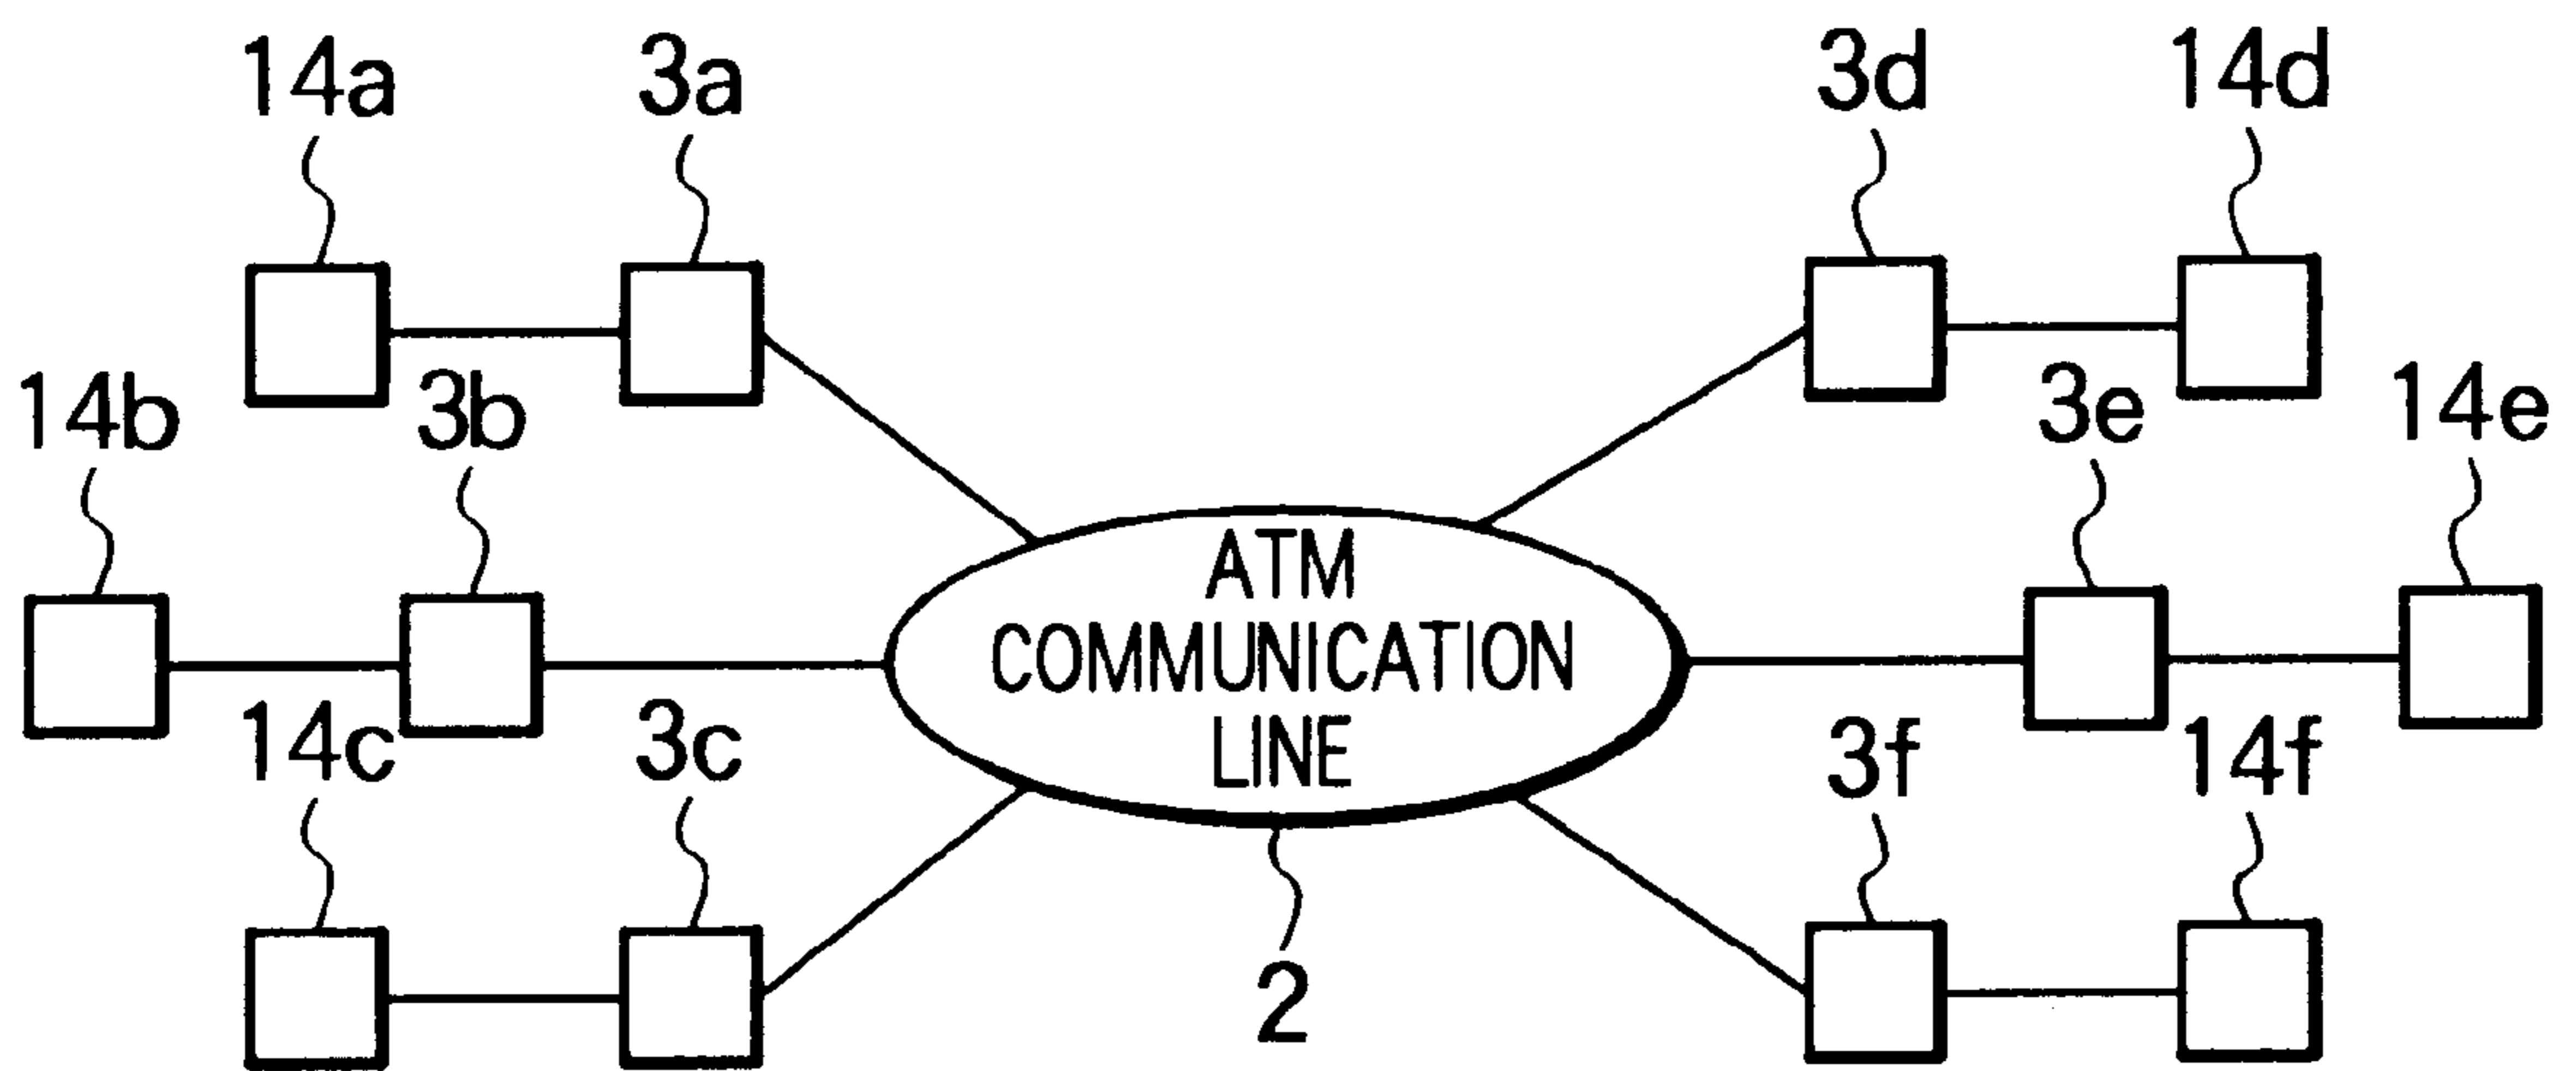 14a 3a 3d 14d
14b 3b 3e 14e
ATM
COMMUNICATION
LINE
14c 3c 3f 14f
2